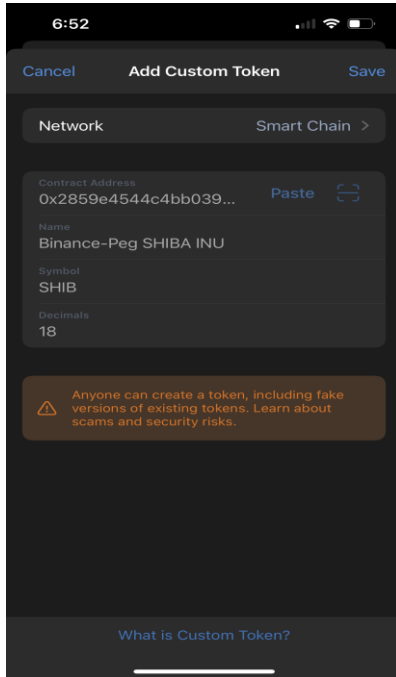 6:52
Cancel Add Custom Token Save
Network Smart Chain >
Contract Address
0x2859e4544c4bb039... Paste
Name
Binance-Peg SHIBA INU
Symbol
SHIB
Decimals
18
Anyone can create a token, including fake
versions of existing tokens. Learn about
scams and security risks.
What is Custom Token?